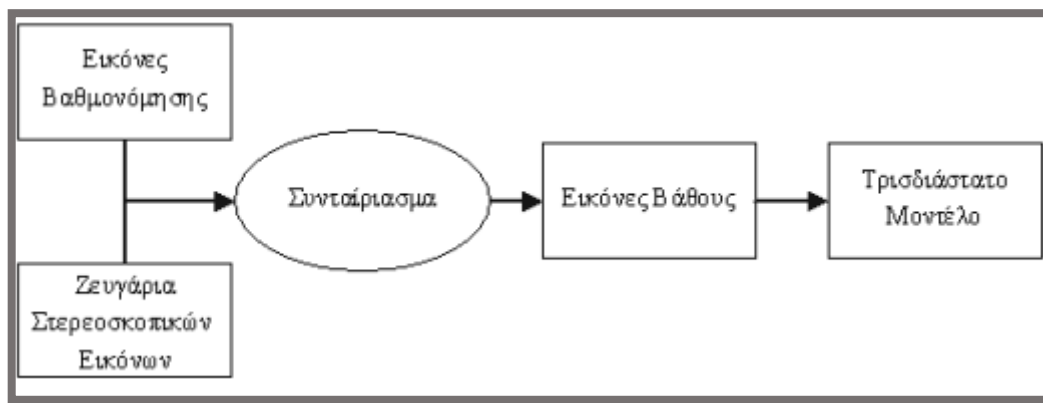 Εικόνες
Βαθμονόμησης
Συνταίριασμα
Εικόνες Βάθους
Τρισδιάστατο
Μοντέλο
Ζευγάρια
Στερεοσκοπικών
Εικόνων